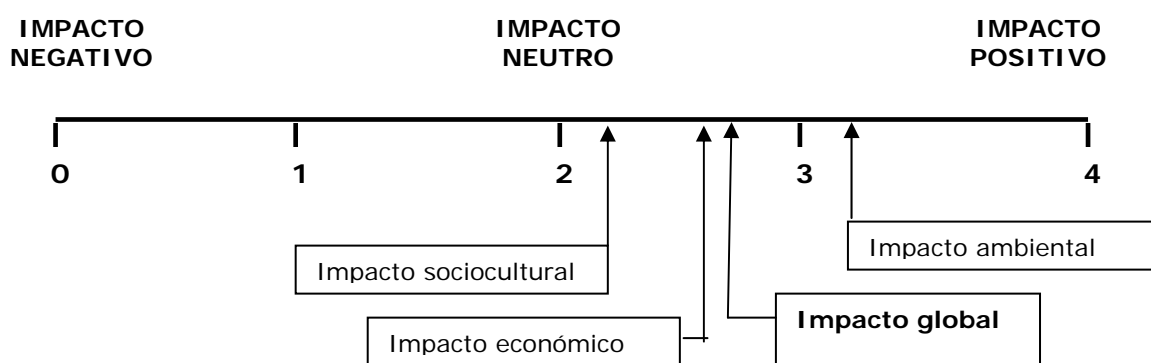 IMPACTO
NEGATIVO
IMPACTO
NEUTRO
IMPACTO
POSITIVO
0
1
2
3
4
Impacto sociocultural
Impacto ambiental
Impacto económico
Impacto global